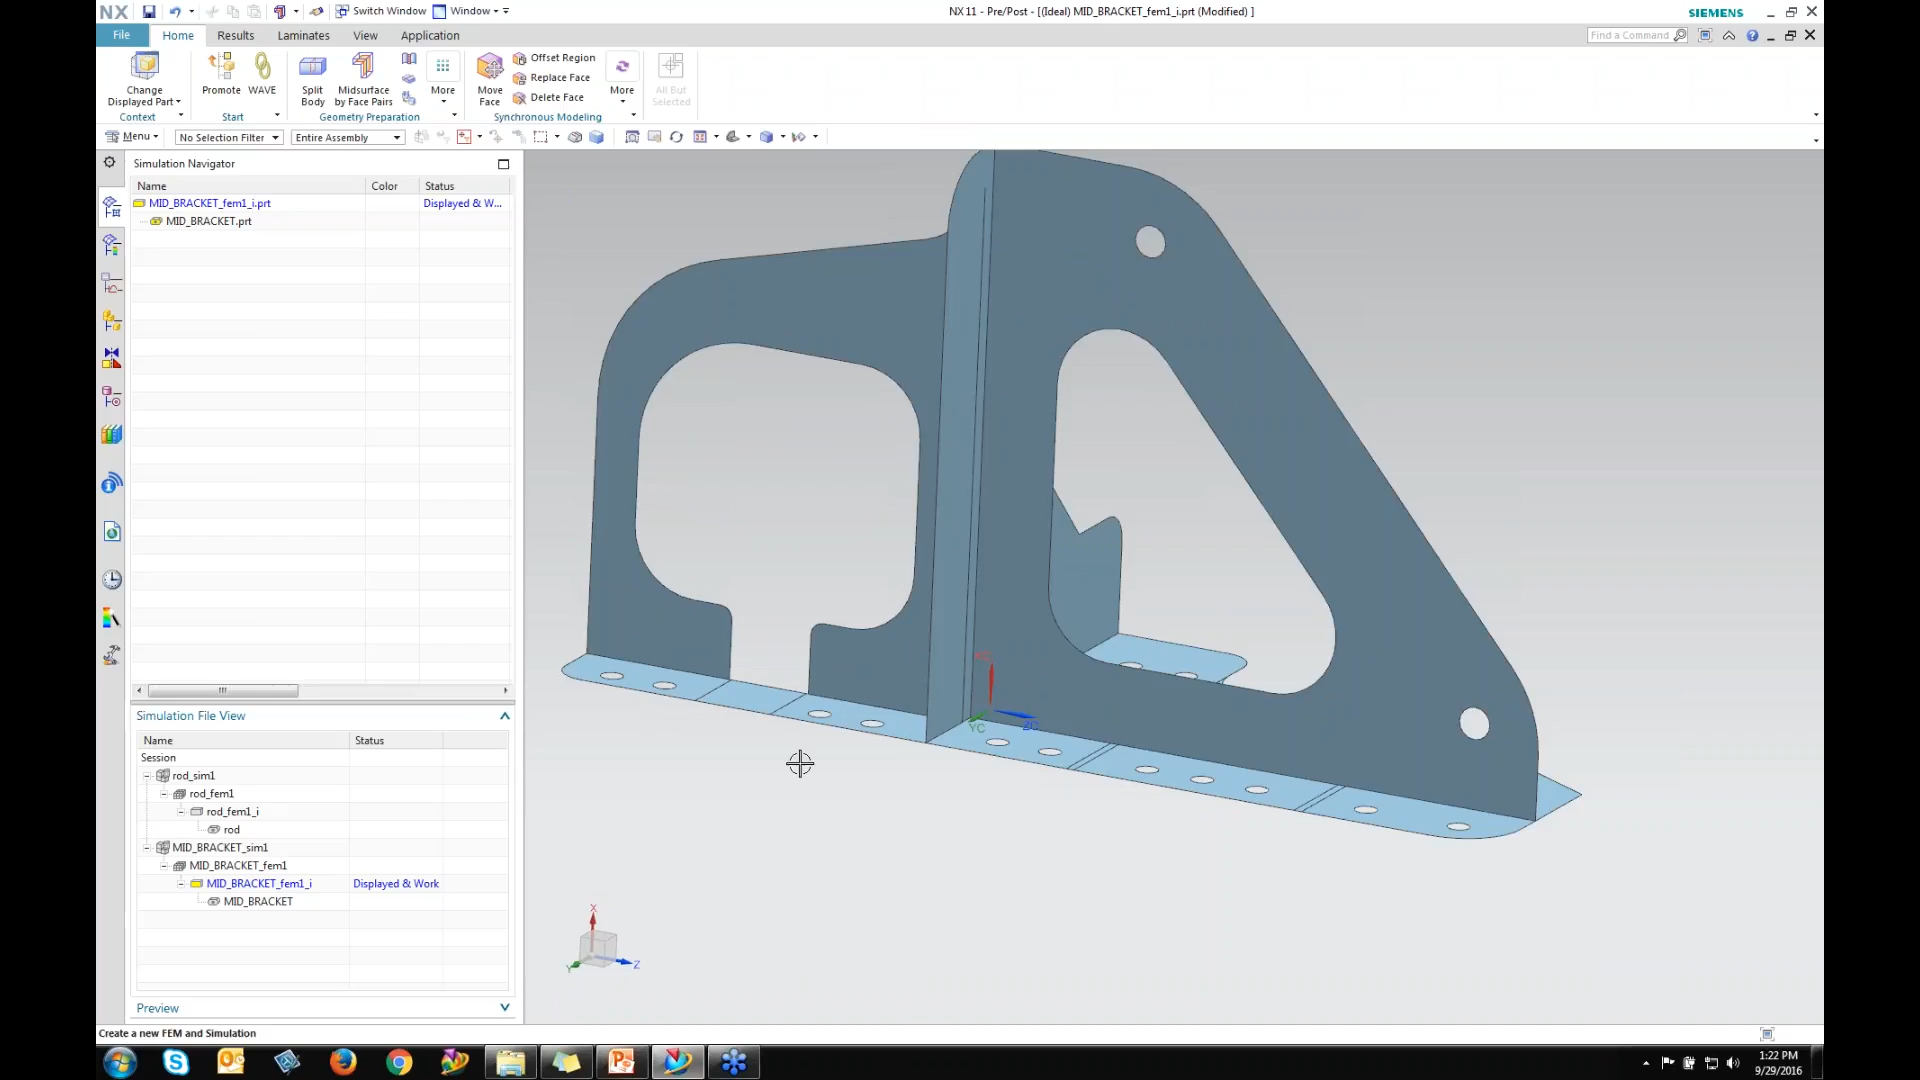 NX
Switch Window
Window
NX 11 - Pre/Post - [(Ideal) MID_BRACKET_fem1_i.prt (Modified) ]
SIEMENS
File
Home
Results
Laminates
View
Application
Find a Command
Change Displayed Part
Promote
WAVE
Split Body
Midsurface by Face Pairs
More
Move Face
Offset Region
Replace Face
Delete Face
More
All But Selected
Context
Start
Geometry Preparation
Synchronous Modeling
Menu
No Selection Filter
Entire Assembly
Simulation Navigator
Name Color Status
MID_BRACKET_fem1_i.prt Displayed & W...
MID_BRACKET.prt
Simulation File View
Name Status
Session
rod_sim1
rod_fem1
rod_fem1_i
rod
MID_BRACKET_sim1
MID_BRACKET_fem1
MID_BRACKET_fem1_i Displayed & Work
MID_BRACKET
Preview
YC
ZC
X
Y
Z
Create a new FEM and Simulation
1:22 PM
9/29/2016